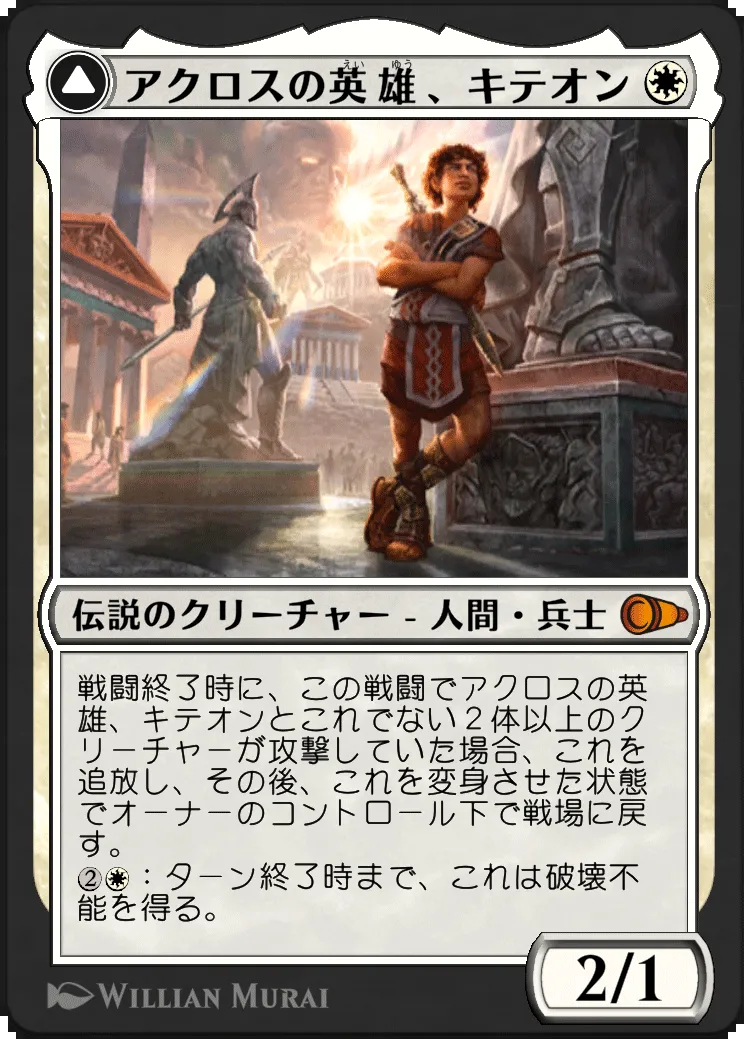 アクロスの英雄、キテオン
えい ゆう
伝説のクリーチャー - 人間・兵士
戦闘終了時に、この戦闘でアクロスの英
雄、キテオンとこれでない２体以上のク
リーチャーが攻撃していた場合、これを
追放し、その後、これを変身させた状態
でオーナーのコントロール下で戦場に戻
す。
②：ターン終了時まで、これは破壊不
能を得る。
2/1
WILLIAN MURAI